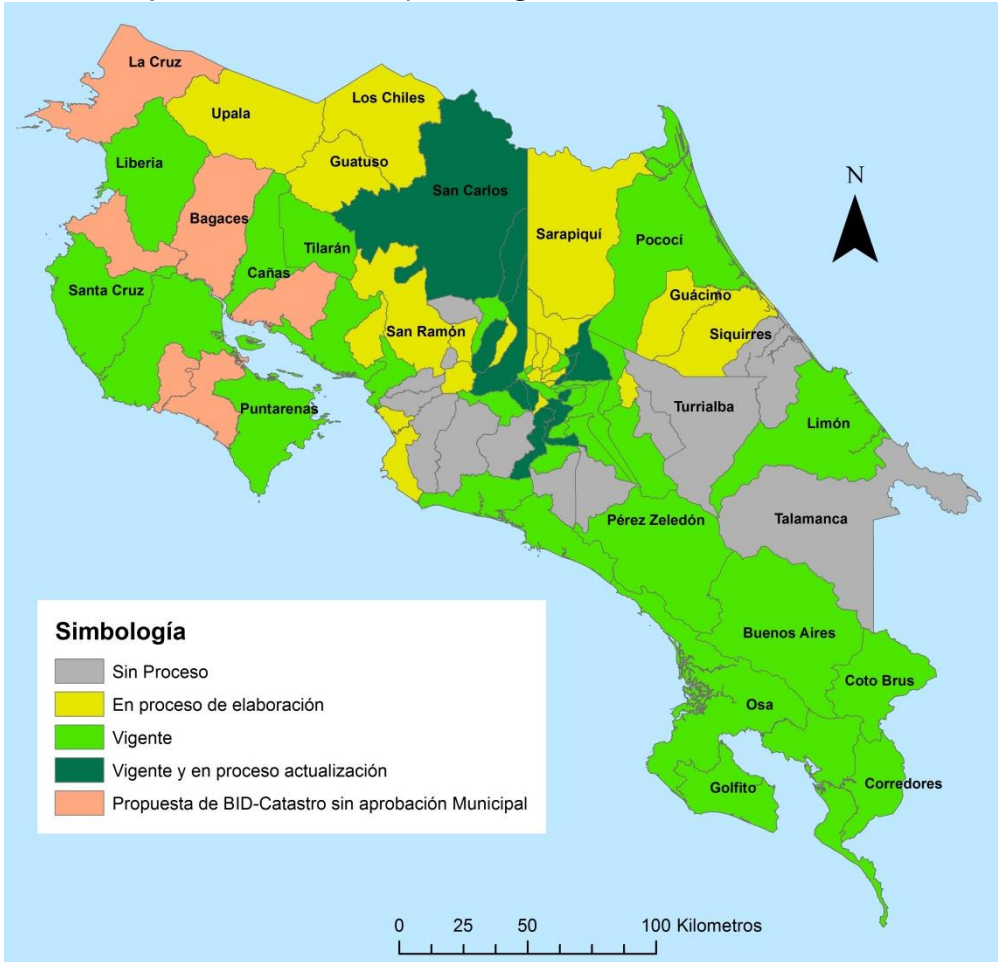 La Cruz
Los Chiles
Upala
Liberia
Guatuso
San Carlos
N
Bagaces
Sarapiquí
Pococí
Tilarán
Cañas
Santa Cruz
Guácimo
San Ramón
Siquirres
Puntarenas
Turrialba
Limón
Pérez Zeledón
Talamanca
Buenos Aires
Coto Brus
Osa
Golfito
Corredores
Simbología
Sin Proceso
En proceso de elaboración
Vigente
Vigente y en proceso actualización
Propuesta de BID-Catastro sin aprobación Municipal
0 25 50 100 Kilometros